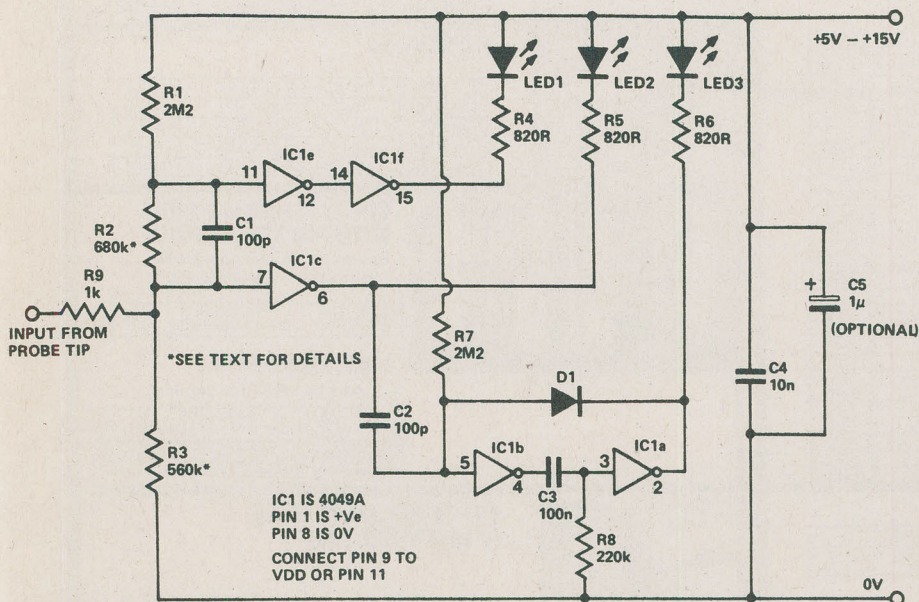 +5V – +15V
LED1
LED2
LED3
R1
2M2
R4
820R
R5
820R
R6
820R
IC1e
11
12
IC1f
14
15
R2
680k*
C1
100p
IC1c
7
6
R9
1k
INPUT FROM
PROBE TIP
*SEE TEXT FOR DETAILS
R7
2M2
+
C5
1μ
(OPTIONAL)
C4
10n
D1
C2
100p
R3
560k*
IC1b
5
4
C3
100n
IC1a
3
2
R8
220k
IC1 IS 4049A
PIN 1 IS +Ve
PIN 8 IS 0V
CONNECT PIN 9 TO
VDD OR PIN 11
0V